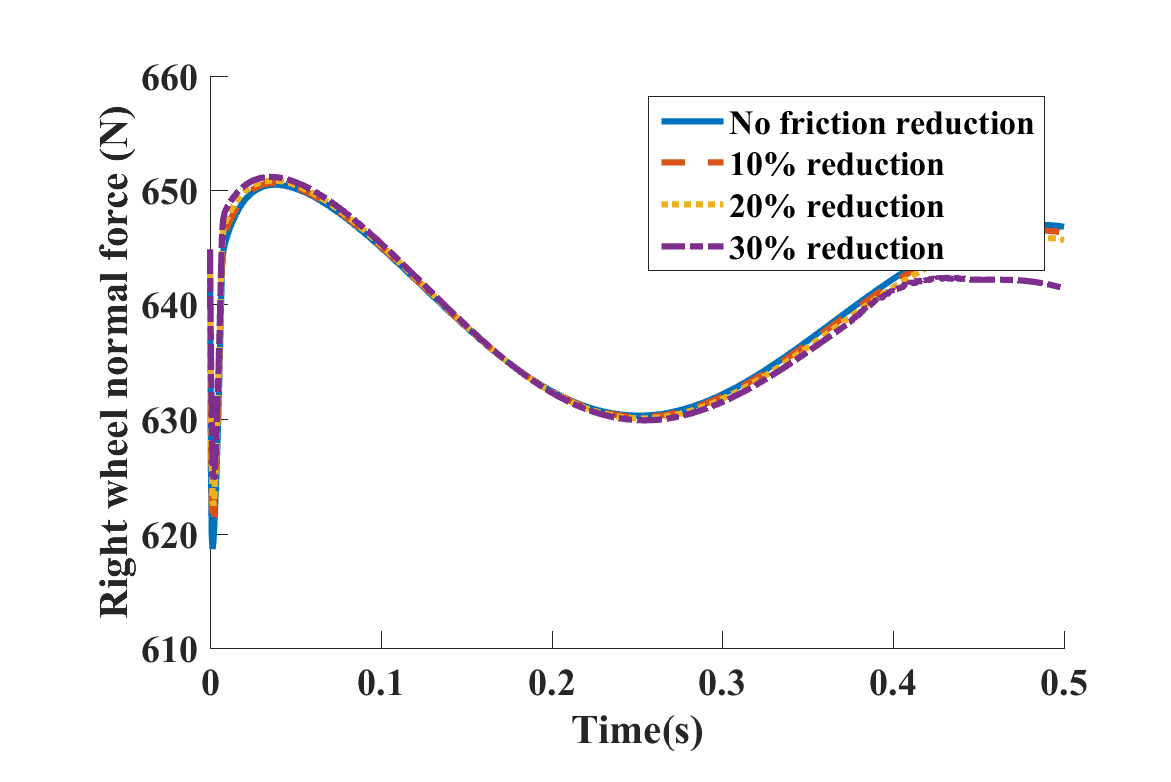 660
650
640
630
620
610
Right wheel normal force (N)
No friction reduction
10% reduction
20% reduction
30% reduction
0
0.1
0.2
0.3
0.4
0.5
Time(s)